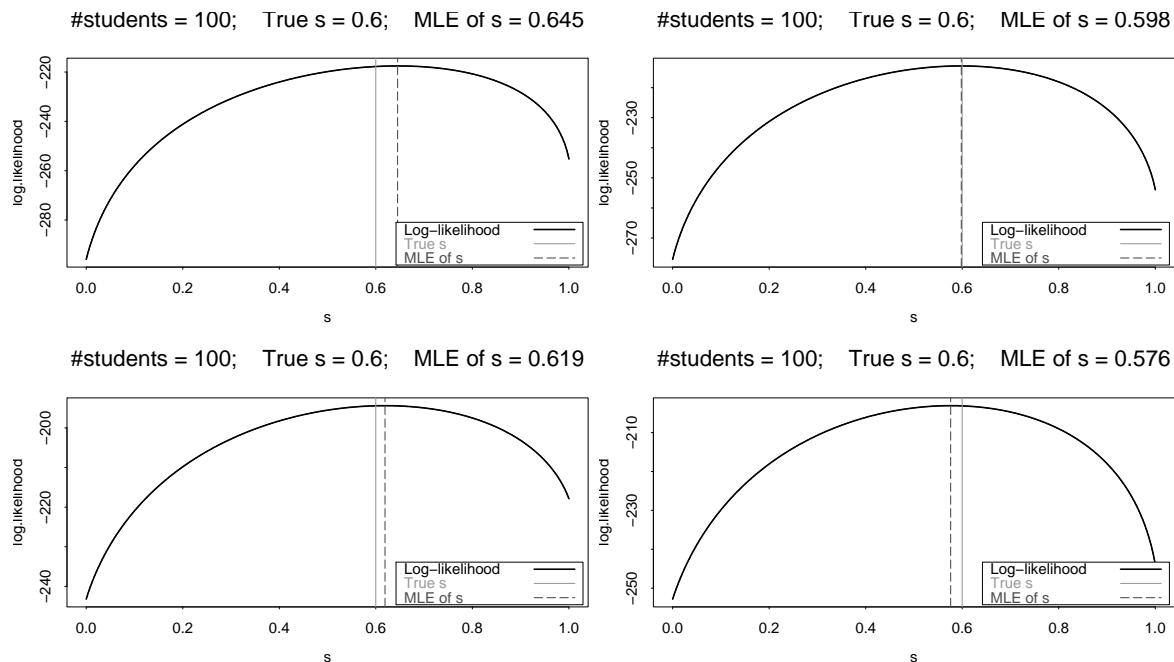 #students = 100; True s = 0.6; MLE of s = 0.645
log.likelihood
−220
−240
−260
−280
0.0 0.2 0.4 0.6 0.8 1.0
s
Log−likelihood
True s
MLE of s
#students = 100; True s = 0.6; MLE of s = 0.598
log.likelihood
−230
−250
−270
0.0 0.2 0.4 0.6 0.8 1.0
s
Log−likelihood
True s
MLE of s
#students = 100; True s = 0.6; MLE of s = 0.619
log.likelihood
−200
−220
−240
0.0 0.2 0.4 0.6 0.8 1.0
s
Log−likelihood
True s
MLE of s
#students = 100; True s = 0.6; MLE of s = 0.576
log.likelihood
−210
−230
−250
0.0 0.2 0.4 0.6 0.8 1.0
s
Log−likelihood
True s
MLE of s